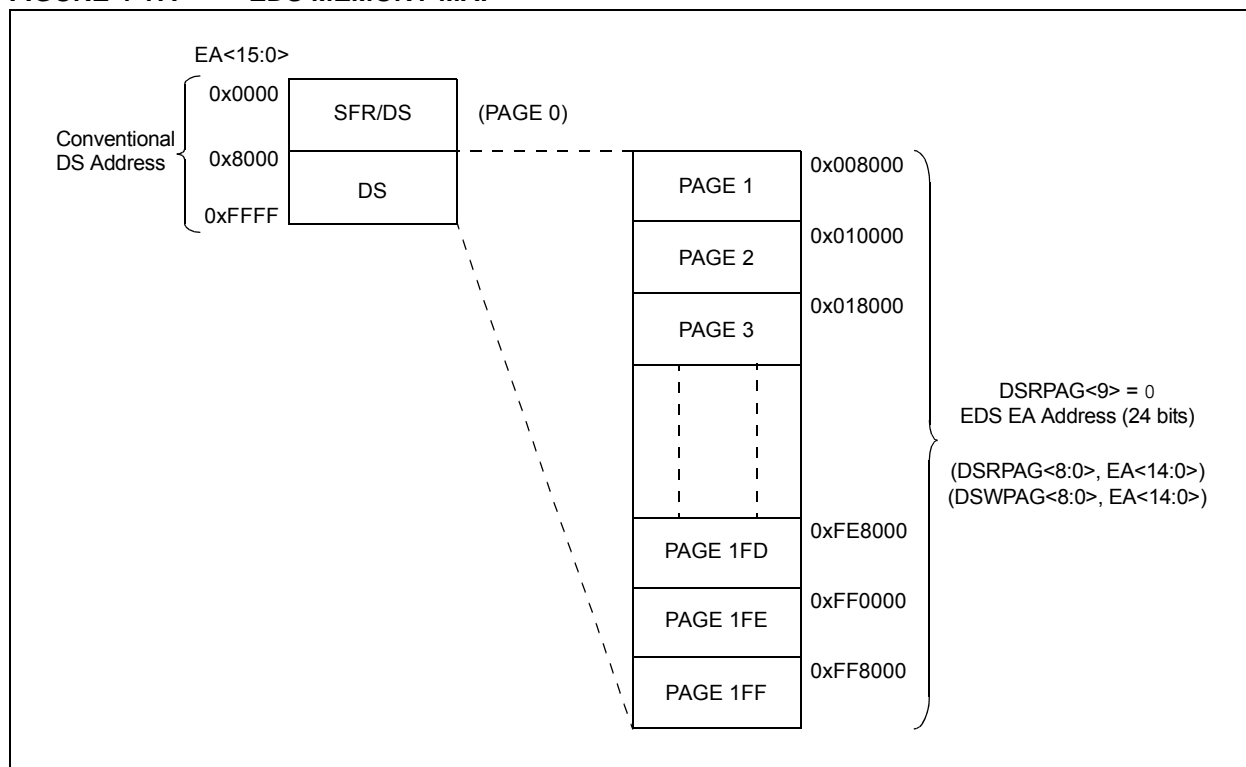 EA<15:0>
0x0000
SFR/DS
(PAGE 0)
Conventional
DS Address
0x8000
DS
0xFFFF
PAGE 1
0x008000
PAGE 2
0x010000
PAGE 3
0x018000
DSRPAG<9> = 0
EDS EA Address (24 bits)
(DSRPAG<8:0>, EA<14:0>)
(DSWPAG<8:0>, EA<14:0>)
PAGE 1FD
0xFE8000
PAGE 1FE
0xFF0000
PAGE 1FF
0xFF8000